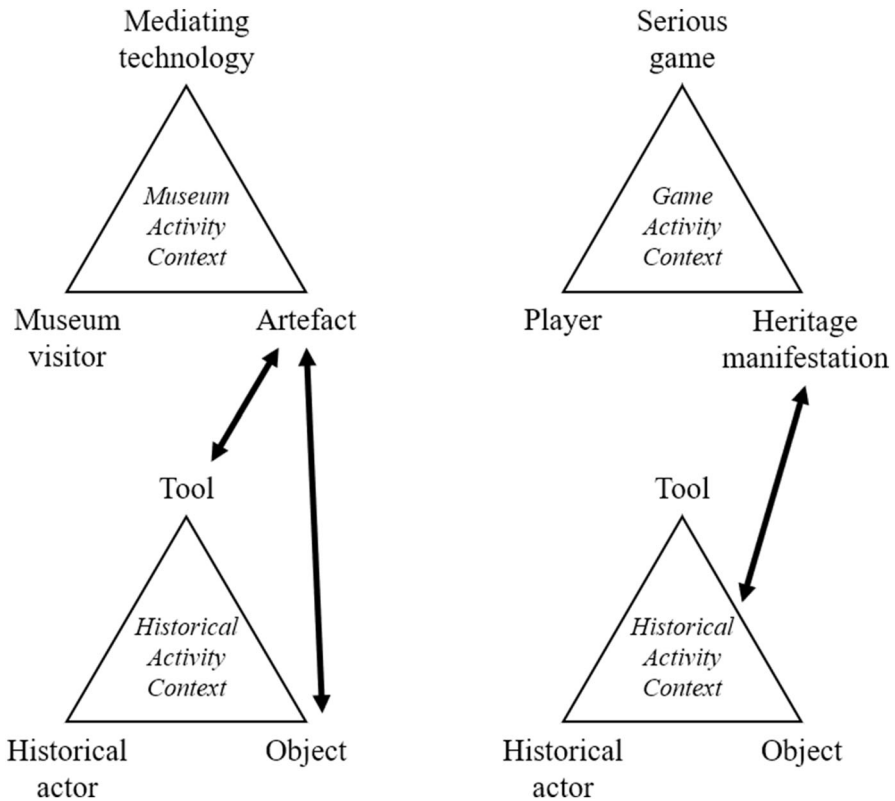 Mediating
technology
Museum
Activity
Context
Museum
visitor
Artefact
Tool
Historical
Activity
Context
Historical
actor
Object
Serious
game
Game
Activity
Context
Player
Heritage
manifestation
Tool
Historical
Activity
Context
Historical
actor
Object